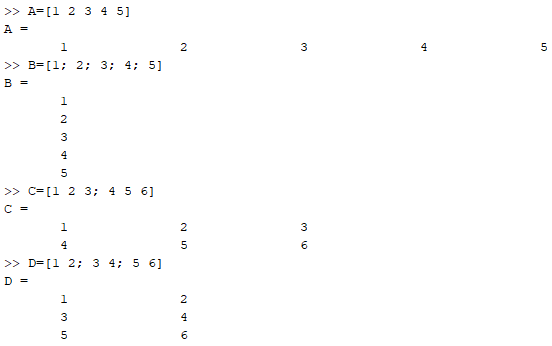 >> A=[1 2 3 4 5]
A =
1 2 3 4 5
>> B=[1; 2; 3; 4; 5]
B =
1
2
3
4
5
>> C=[1 2 3; 4 5 6]
C =
1 2 3
4 5 6
>> D=[1 2; 3 4; 5 6]
D =
1 2
3 4
5 6